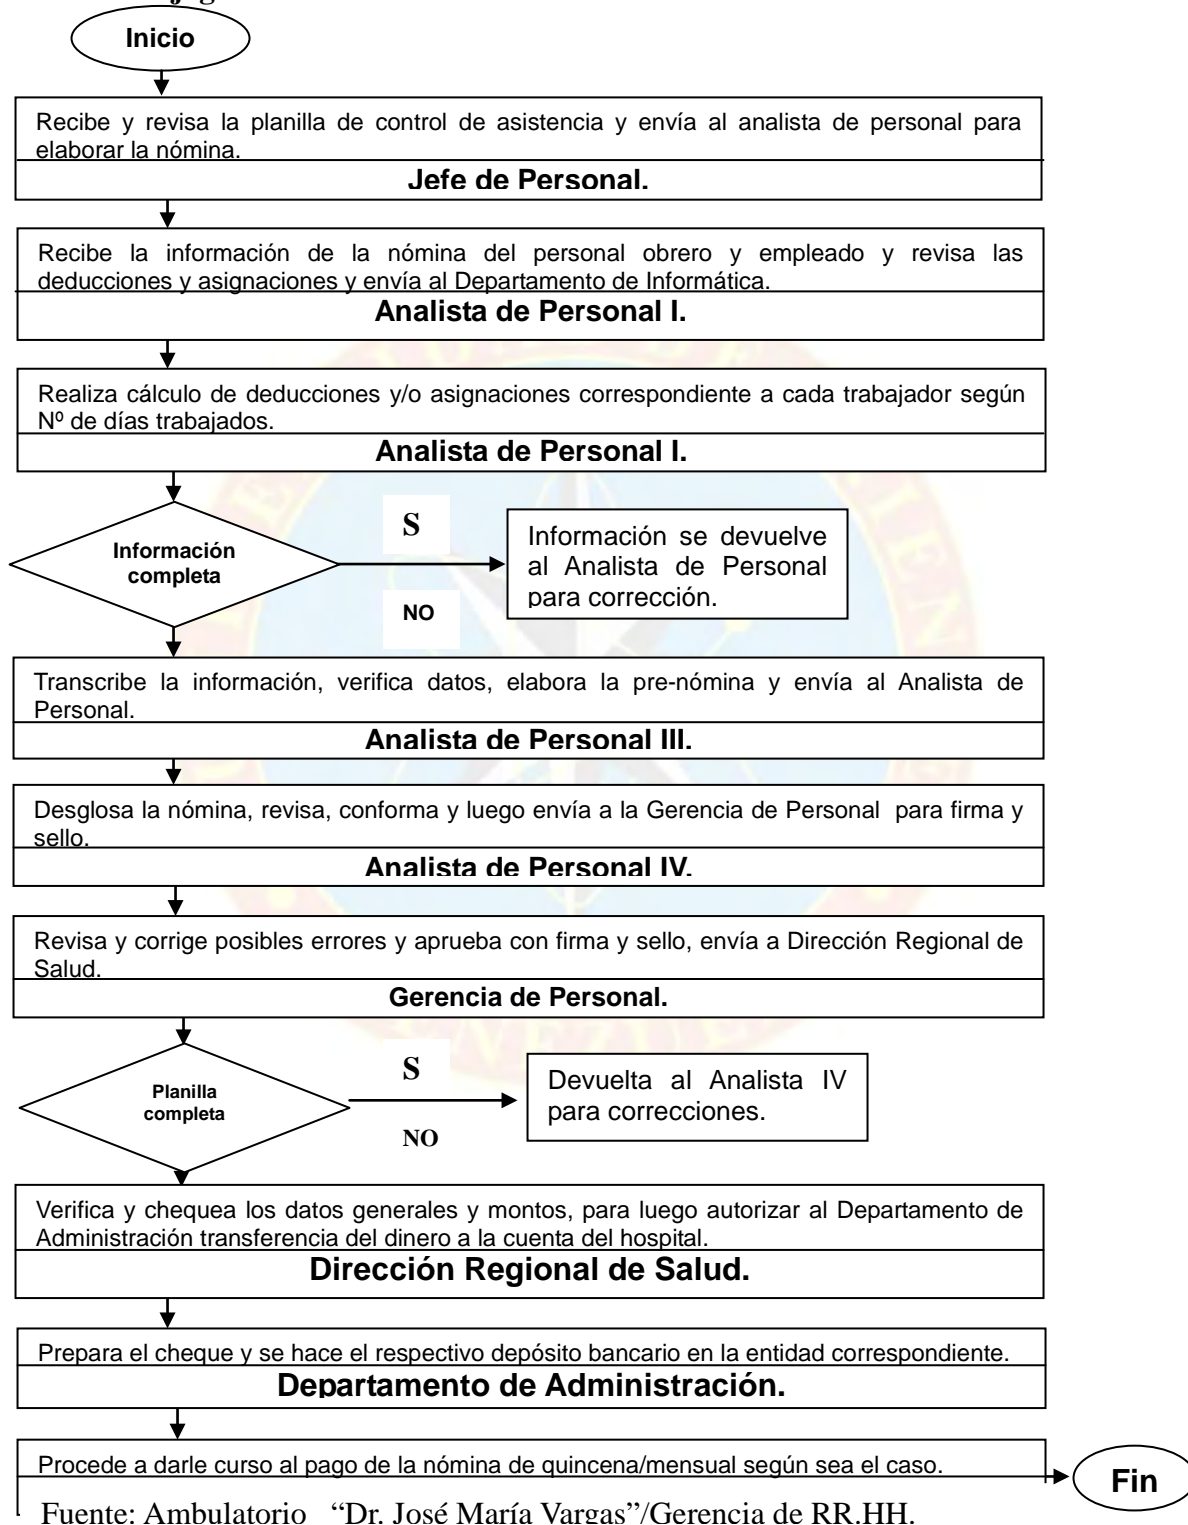 Inicio
Recibe y revisa la planilla de control de asistencia y envía al analista de personal para
elaborar la nómina.
Jefe de Personal.
Recibe la información de la nómina del personal obrero y empleado y revisa las
deducciones y asignaciones y envía al Departamento de Informática.
Analista de Personal I.
Realiza cálculo de deducciones y/o asignaciones correspondiente a cada trabajador según
Nº de días trabajados.
Analista de Personal I.
Información
completa
S
NO
Información se devuelve
al Analista de Personal
para corrección.
Transcribe la información, verifica datos, elabora la pre-nómina y envía al Analista de
Personal.
Analista de Personal III.
Desglosa la nómina, revisa, conforma y luego envía a la Gerencia de Personal para firma y
sello.
Analista de Personal IV.
Revisa y corrige posibles errores y aprueba con firma y sello, envía a Dirección Regional de
Salud.
Gerencia de Personal.
Planilla
completa
S
NO
Devuelta al Analista IV
para correcciones.
Verifica y chequea los datos generales y montos, para luego autorizar al Departamento de
Administración transferencia del dinero a la cuenta del hospital.
Dirección Regional de Salud.
Prepara el cheque y se hace el respectivo depósito bancario en la entidad correspondiente.
Departamento de Administración.
Procede a darle curso al pago de la nómina de quincena/mensual según sea el caso.
Fin
Fuente: Ambulatorio “Dr. José María Vargas”/Gerencia de RR.HH.